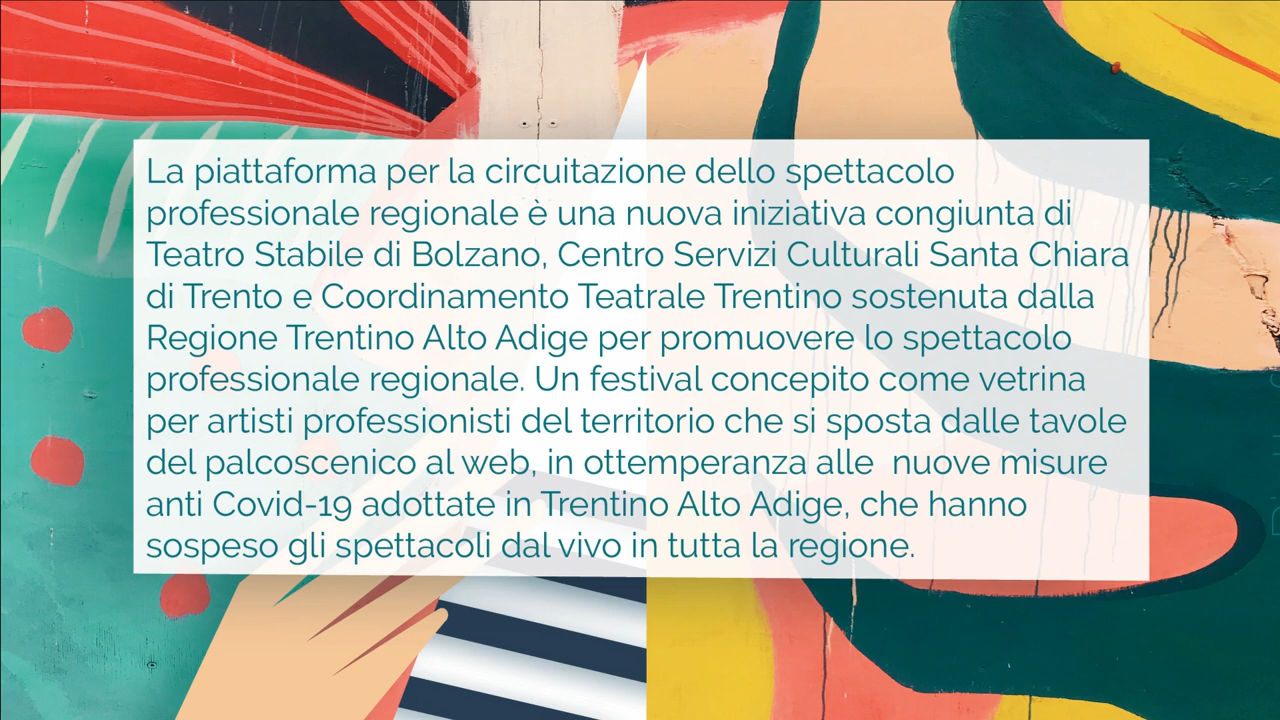 La piattaforma per la circuitazione dello spettacolo
professionale regionale è una nuova iniziativa congiunta di
Teatro Stabile di Bolzano, Centro Servizi Culturali Santa Chiara
di Trento e Coordinamento Teatrale Trentino sostenuta dalla
Regione Trentino Alto Adige per promuovere lo spettacolo
professionale regionale. Un festival concepito come vetrina
per artisti professionisti del territorio che si sposta dalle tavole
del palcoscenico al web, in ottemperanza alle  nuove misure
anti Covid-19 adottate in Trentino Alto Adige, che hanno
sospeso gli spettacoli dal vivo in tutta la regione.